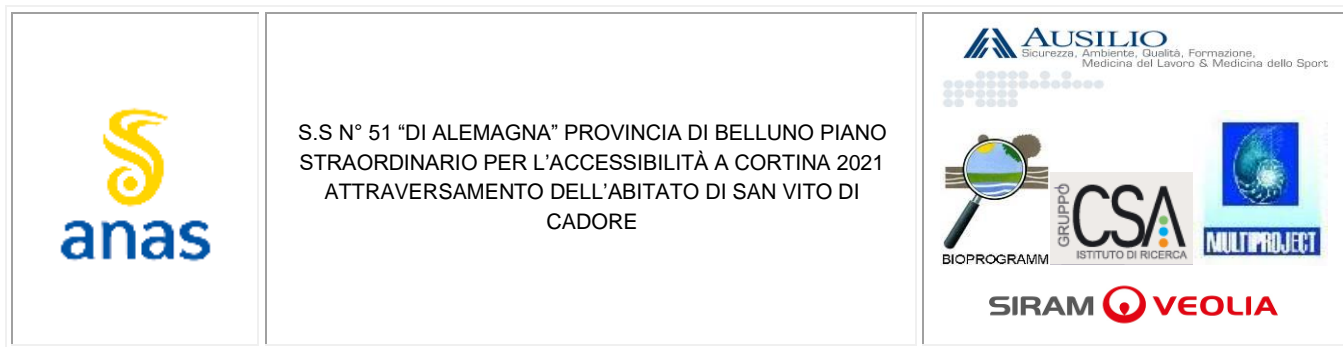 anas
S.S N° 51 “DI ALEMAGNA” PROVINCIA DI BELLUNO PIANO
STRAORDINARIO PER L’ACCESSIBILITÀ A CORTINA 2021
ATTRAVERSAMENTO DELL’ABITATO DI SAN VITO DI
CADORE
AUSILIO
Sicurezza, Ambiente, Qualità, Formazione,
Medicina del Lavoro & Medicina dello Sport
BIOPROGRAMM
GRUPPO
CSA
ISTITUTO DI RICERCA
MULTIPROJECT
SIRAM VEOLIA